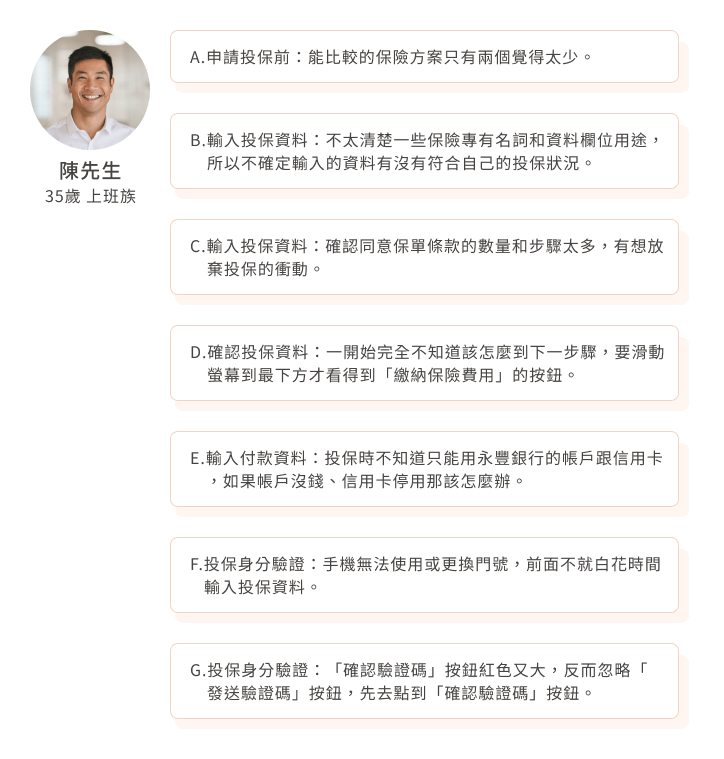 陳先生
35歲 上班族
A.申請投保前：能比較的保險方案只有兩個覺得太少。
B.輸入投保資料：不太清楚一些保險專有名詞和資料欄位用途，
所以不確定輸入的資料有沒有符合自己的投保狀況。
C.輸入投保資料：確認同意保單條款的數量和步驟太多，有想放
棄投保的衝動。
D.確認投保資料：一開始完全不知道該怎麼到下一步驟，要滑動
螢幕到最下方才看得到「繳納保險費用」的按鈕。
E.輸入付款資料：投保時不知道只能用永豐銀行的帳戶跟信用卡
，如果帳戶沒錢、信用卡停用那該怎麼辦。
F.投保身分驗證：手機無法使用或更換門號，前面不就白花時間
輸入投保資料。
G.投保身分驗證：「確認驗證碼」按鈕紅色又大，反而忽略「
發送驗證碼」按鈕，先去點到「確認驗證碼」按鈕。